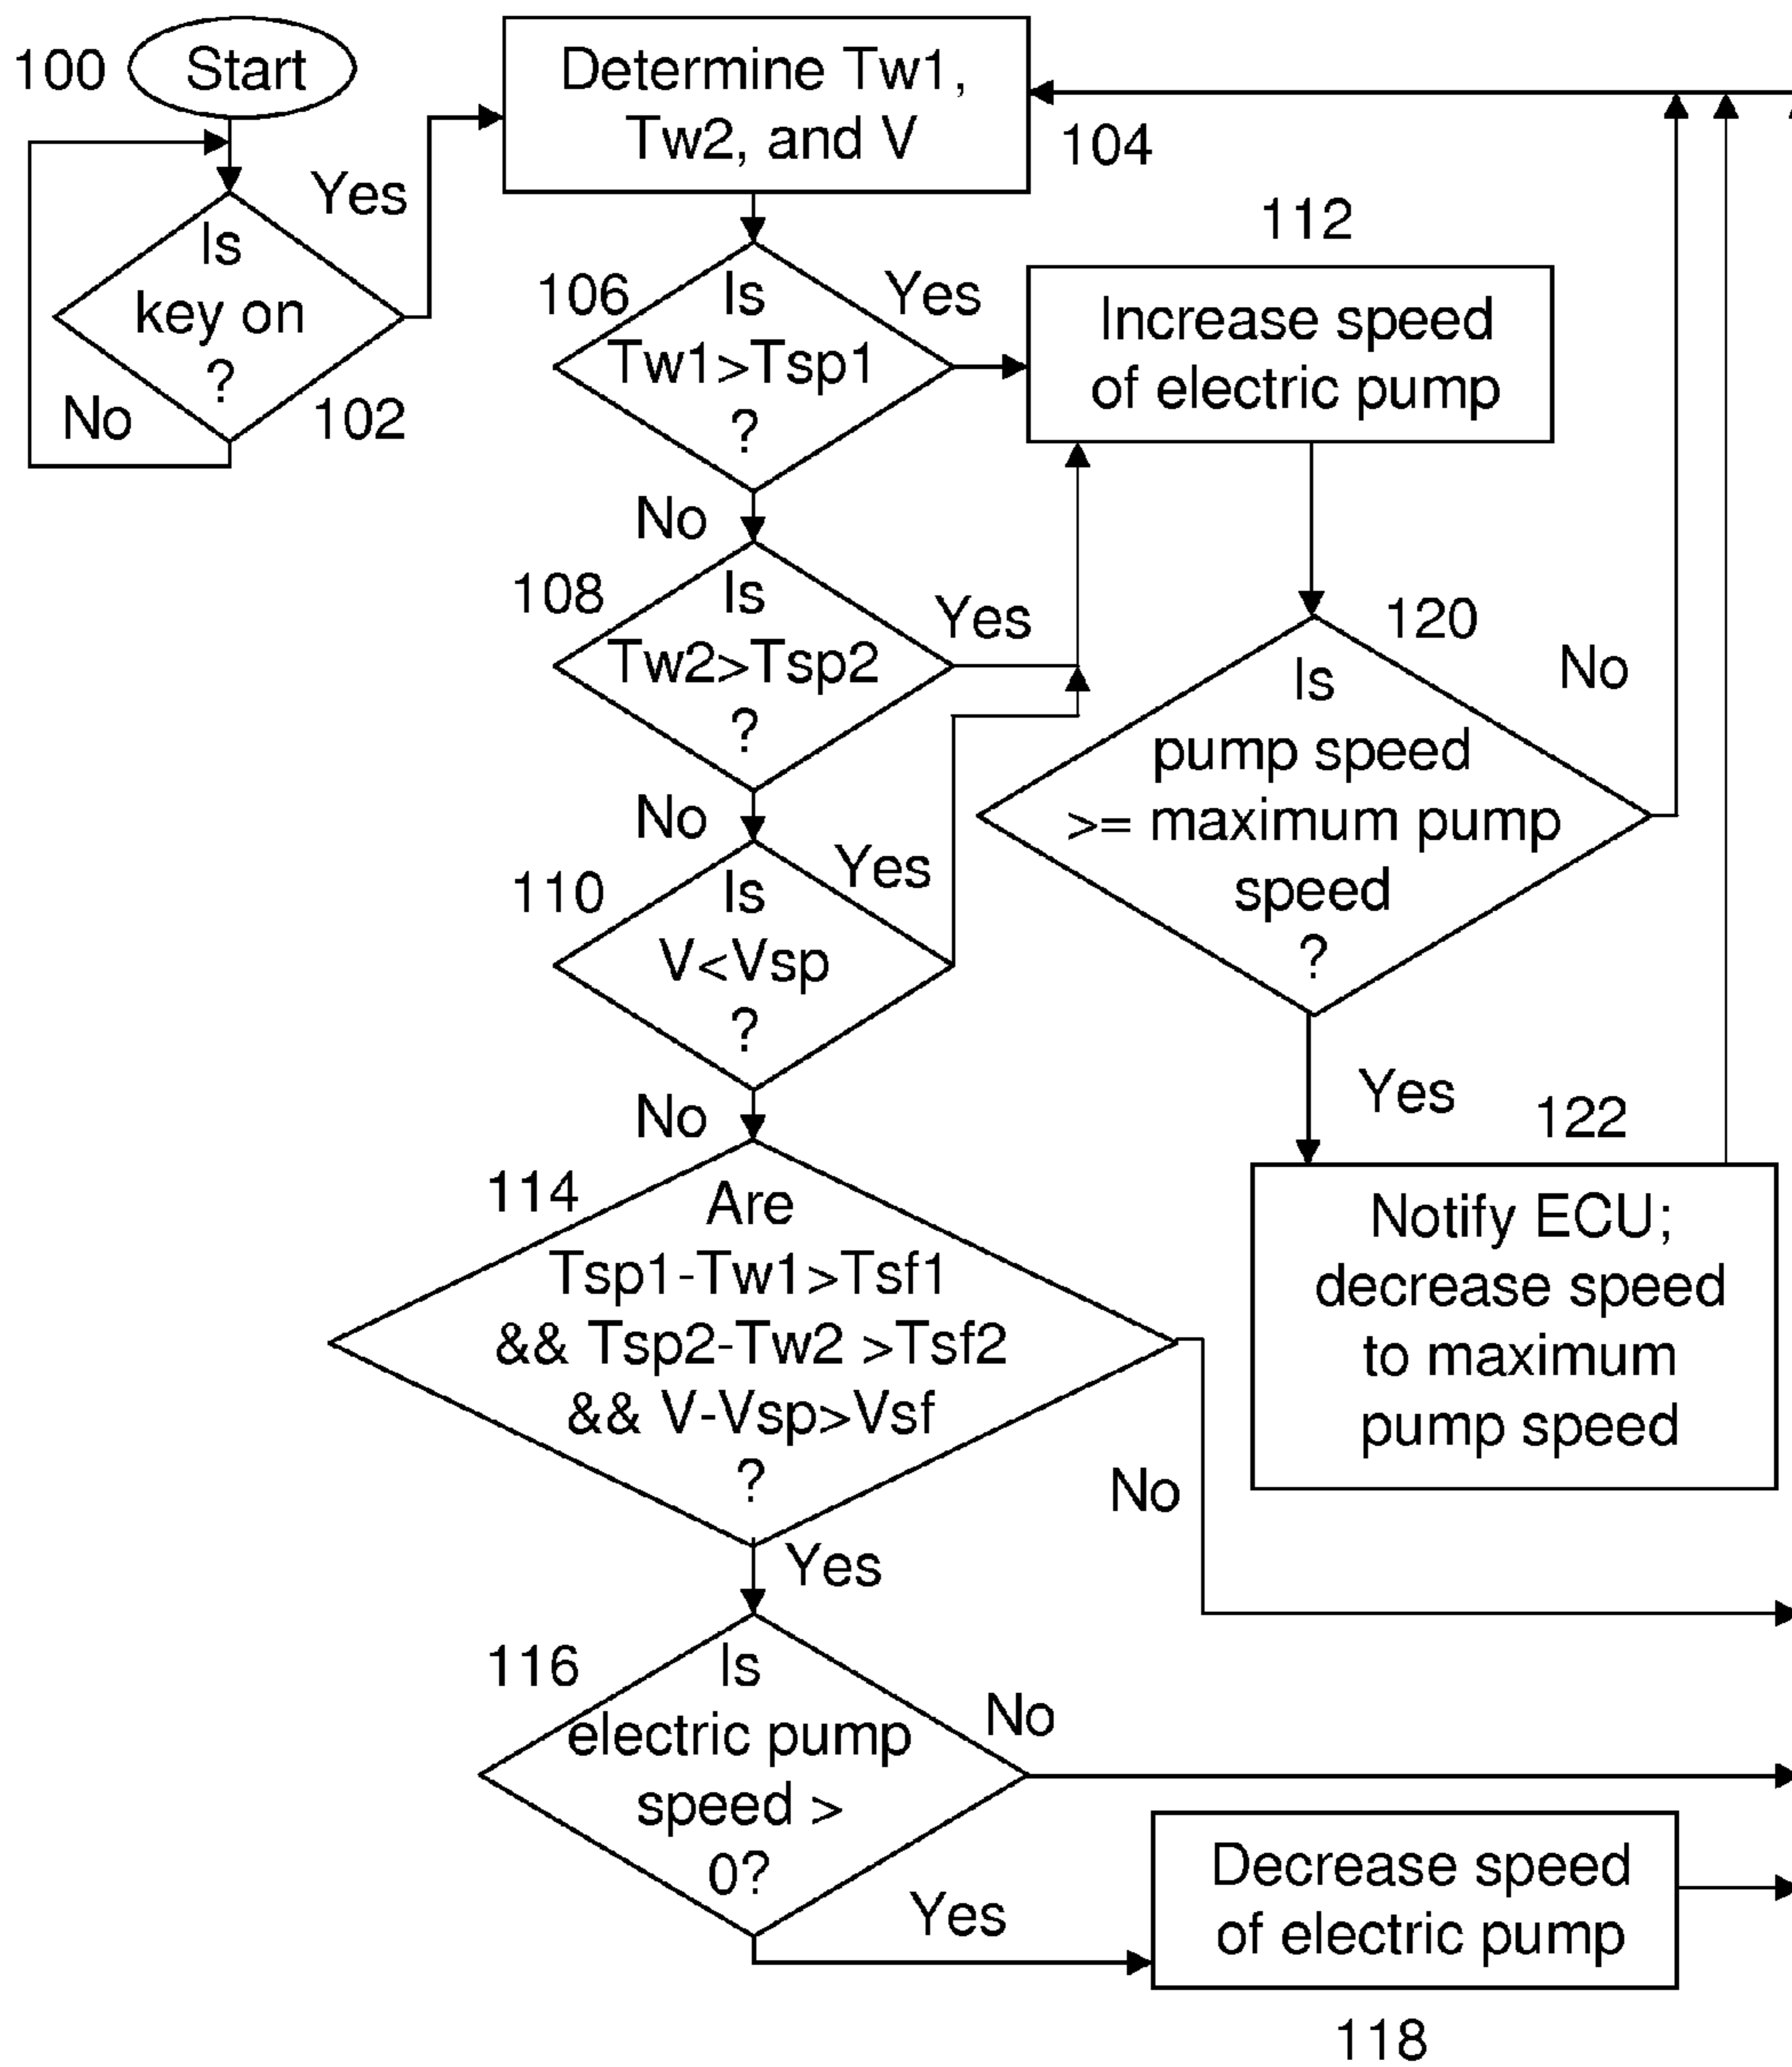 100
Start
Determine Tw1,
Tw2, and V
104
Yes
Is
key on
?
No
102
112
106
Is
Tw1>Tsp1
?
Yes
Increase speed
of electric pump
No
108
Is
Tw2>Tsp2
?
Yes
120
Is
pump speed
>= maximum pump
speed
?
No
No
110
Is
V<Vsp
?
Yes
Yes
122
No
114
Are
Tsp1-Tw1>Tsf1
&& Tsp2-Tw2 >Tsf2
&& V-Vsp>Vsf
?
Notify ECU;
decrease speed
to maximum
pump speed
No
Yes
116
Is
electric pump
speed >
0?
No
Yes
Decrease speed
of electric pump
118